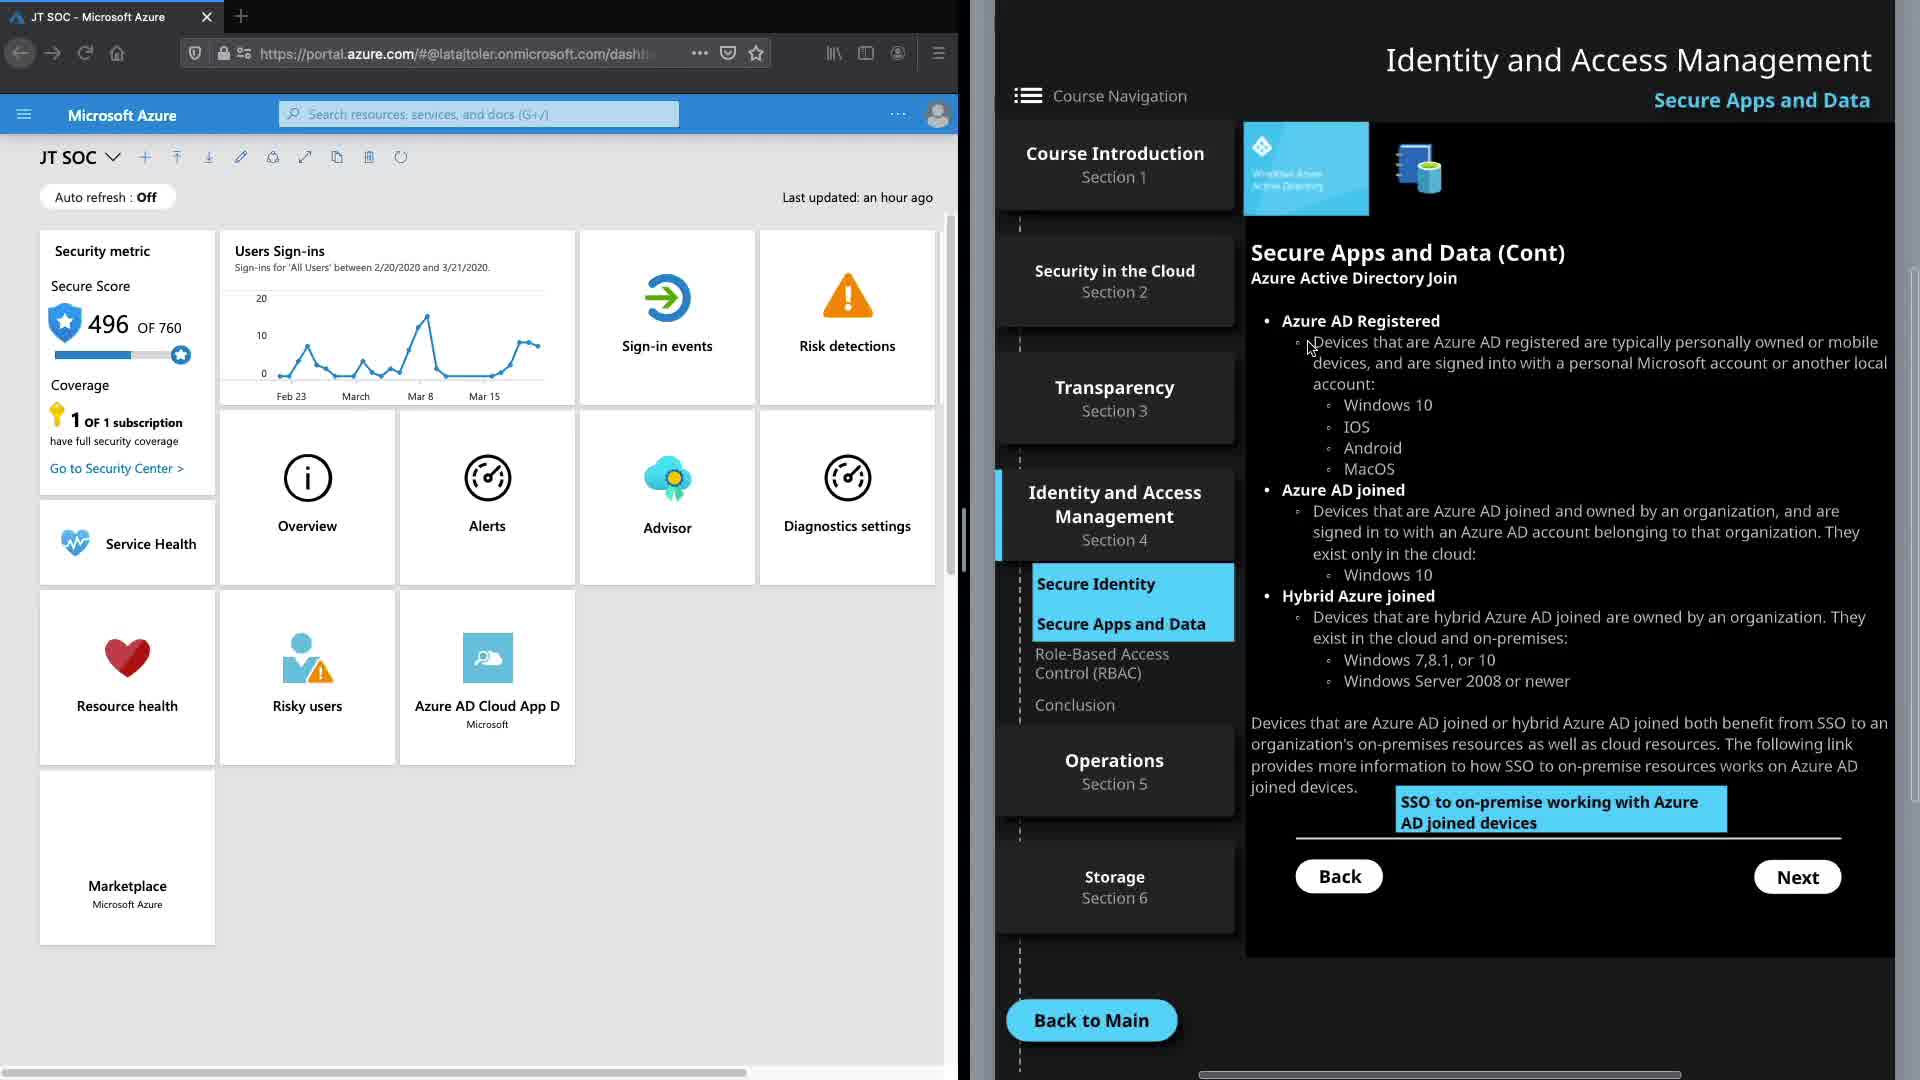 JT SOC - Microsoft Azure
https://portal.azure.com/#@latajtoler.onmicrosoft.com/dashb
Microsoft Azure
Search resources, services, and docs (G+/)
JT SOC
Auto refresh : Off
Last updated: an hour ago
Security metric
Secure Score
496 OF 760
Coverage
1 OF 1 subscription
have full security coverage
Go to Security Center >
Users Sign-ins
Sign-ins for 'All Users' between 2/20/2020 and 3/21/2020.
20
10
0
Feb 23 March Mar 8 Mar 15
Sign-in events
Risk detections
Service Health
Overview
Alerts
Advisor
Diagnostics settings
Resource health
Risky users
Azure AD Cloud App D
Microsoft
Marketplace
Microsoft Azure
Identity and Access Management
Secure Apps and Data
Course Navigation
Course Introduction
Section 1
Security in the Cloud
Section 2
Transparency
Section 3
Identity and Access
Management
Section 4
Secure Identity
Secure Apps and Data
Role-Based Access
Control (RBAC)
Conclusion
Operations
Section 5
Storage
Section 6
Back to Main
Windows Azure
Active Directory
Secure Apps and Data (Cont)
Azure Active Directory Join
• Azure AD Registered
◦ Devices that are Azure AD registered are typically personally owned or mobile
devices, and are signed into with a personal Microsoft account or another local
account:
◦ Windows 10
◦ IOS
◦ Android
◦ MacOS
• Azure AD joined
◦ Devices that are Azure AD joined and owned by an organization, and are
signed in to with an Azure AD account belonging to that organization. They
exist only in the cloud:
◦ Windows 10
• Hybrid Azure joined
◦ Devices that are hybrid Azure AD joined are owned by an organization. They
exist in the cloud and on-premises:
◦ Windows 7,8.1, or 10
◦ Windows Server 2008 or newer
Devices that are Azure AD joined or hybrid Azure AD joined both benefit from SSO to an
organization's on-premises resources as well as cloud resources. The following link
provides more information to how SSO to on-premise resources works on Azure AD
joined devices.
SSO to on-premise working with Azure
AD joined devices
Back
Next